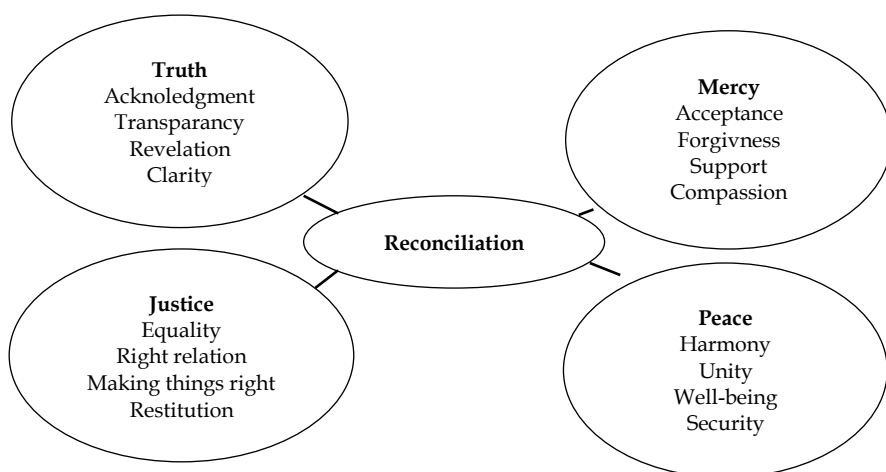 Truth
Acknoledgment
Transparancy
Revelation
Clarity
Mercy
Acceptance
Forgivness
Support
Compassion
Reconciliation
Justice
Equality
Right relation
Making things right
Restitution
Peace
Harmony
Unity
Well-being
Security